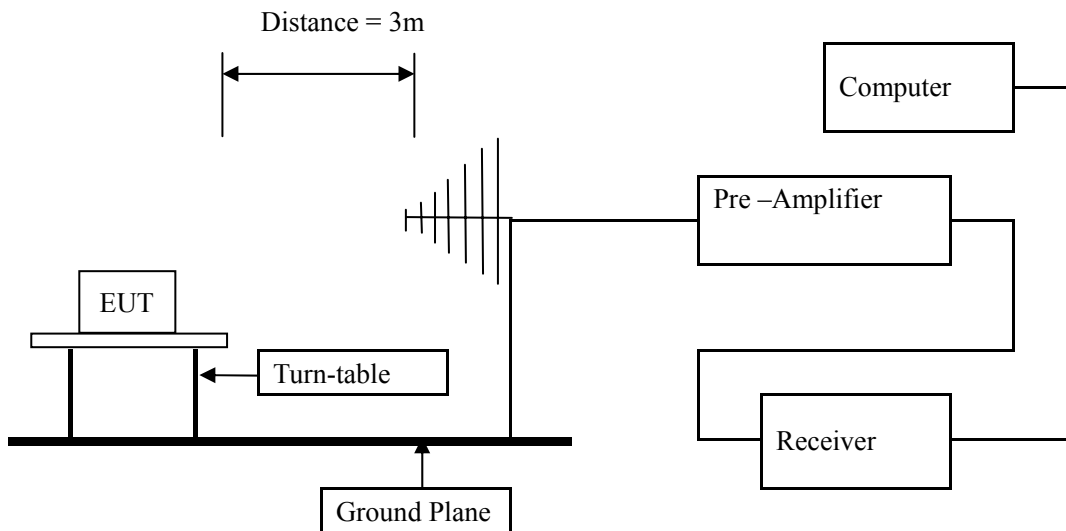 Distance = 3m
Computer
Pre –Amplifier
EUT
Turn-table
Receiver
Ground Plane